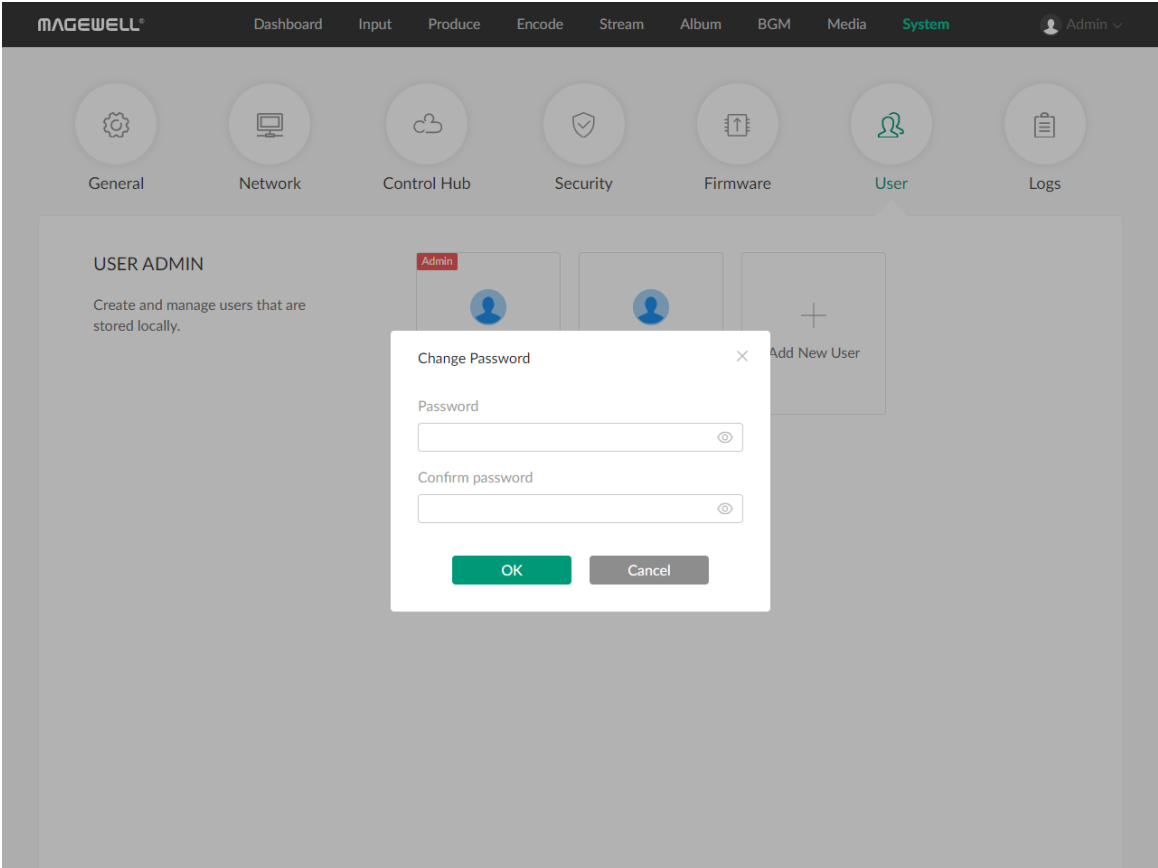 MAGEWELL®
Dashboard Input Produce Encode Stream Album BGM Media System Admin
General Network Control Hub Security Firmware User Logs
USER ADMIN
Create and manage users that are
stored locally.
Admin
Add New User
Change Password
Password
Confirm password
OK Cancel